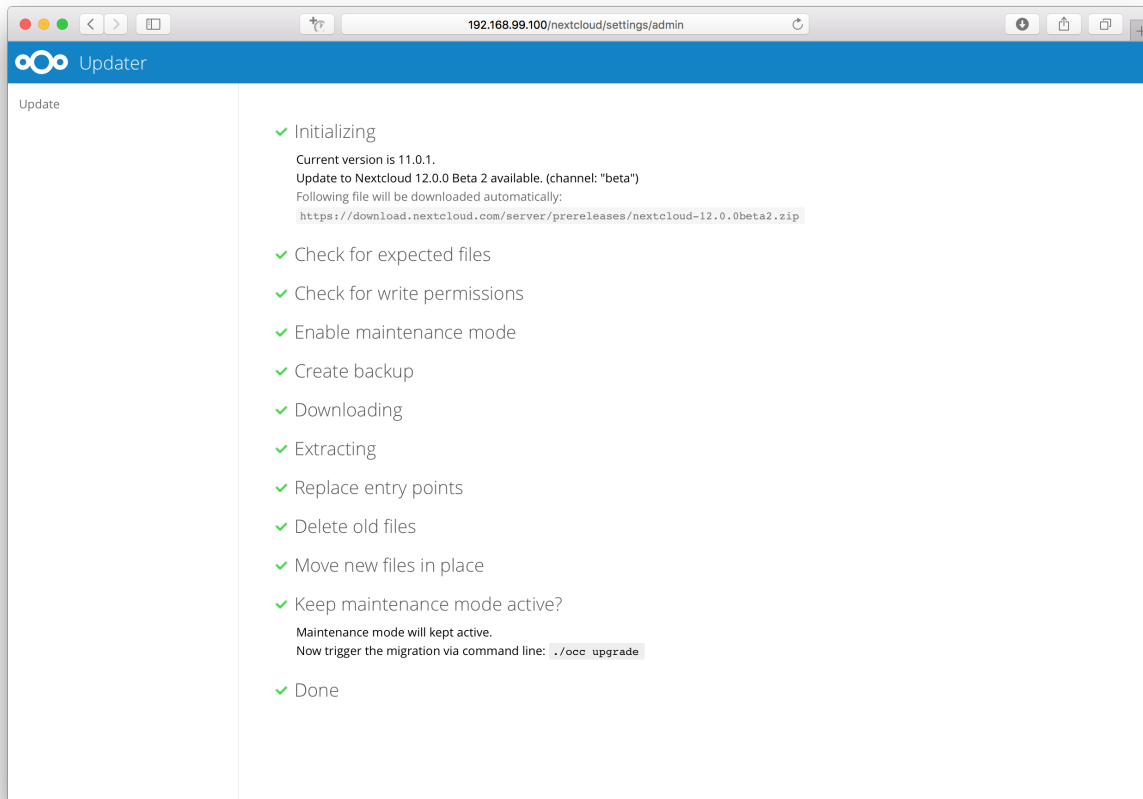 192.168.99.100/nextcloud/settings/admin
Updater
Update
Initializing
Current version is 11.0.1.
Update to Nextcloud 12.0.0 Beta 2 available. (channel: "beta")
Following file will be downloaded automatically:
https://download.nextcloud.com/server/prereleases/nextcloud-12.0.0beta2.zip
Check for expected files
Check for write permissions
Enable maintenance mode
Create backup
Downloading
Extracting
Replace entry points
Delete old files
Move new files in place
Keep maintenance mode active?
Maintenance mode will kept active.
Now trigger the migration via command line: ./occ upgrade
Done